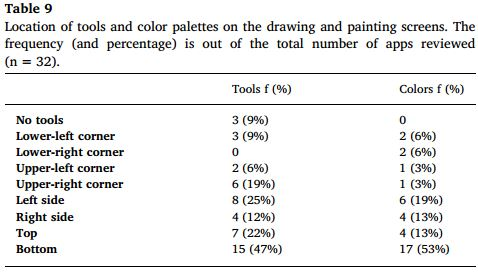 Table 9
Location of tools and color palettes on the drawing and painting screens. The
frequency (and percentage) is out of the total number of apps reviewed
(n = 32).
Tools f (%) Colors f (%)
No tools 3 (9%) 0
Lower-left corner 3 (9%) 2 (6%)
Lower-right corner 0 2 (6%)
Upper-left corner 2 (6%) 1 (3%)
Upper-right corner 6 (19%) 1 (3%)
Left side 8 (25%) 6 (19%)
Right side 4 (12%) 4 (13%)
Top 7 (22%) 4 (13%)
Bottom 15 (47%) 17 (53%)